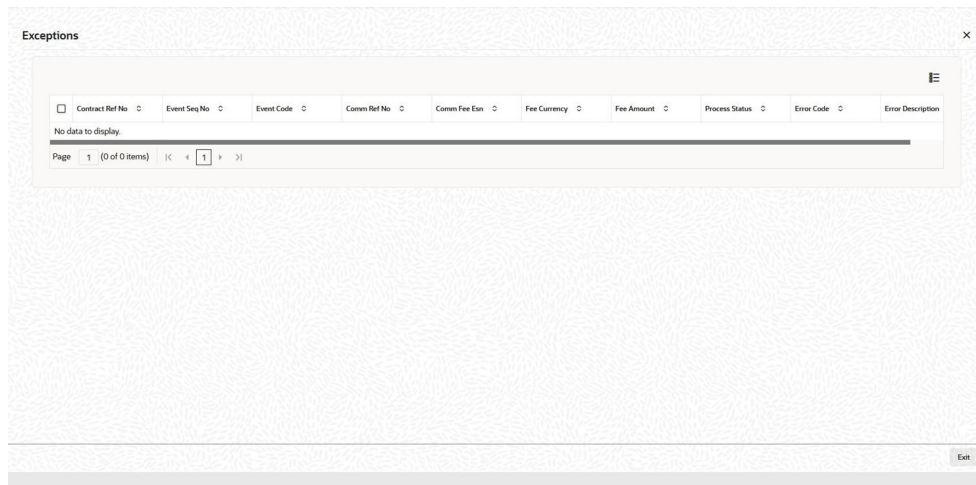 Exceptions
Contract Ref No Event Seq No Event Code Comm Ref No Comm Fee Esn Fee Currency Fee Amount Process Status Error Code Error Description
No data to display.
Page 1 (0 of 0 items) 1
Exit